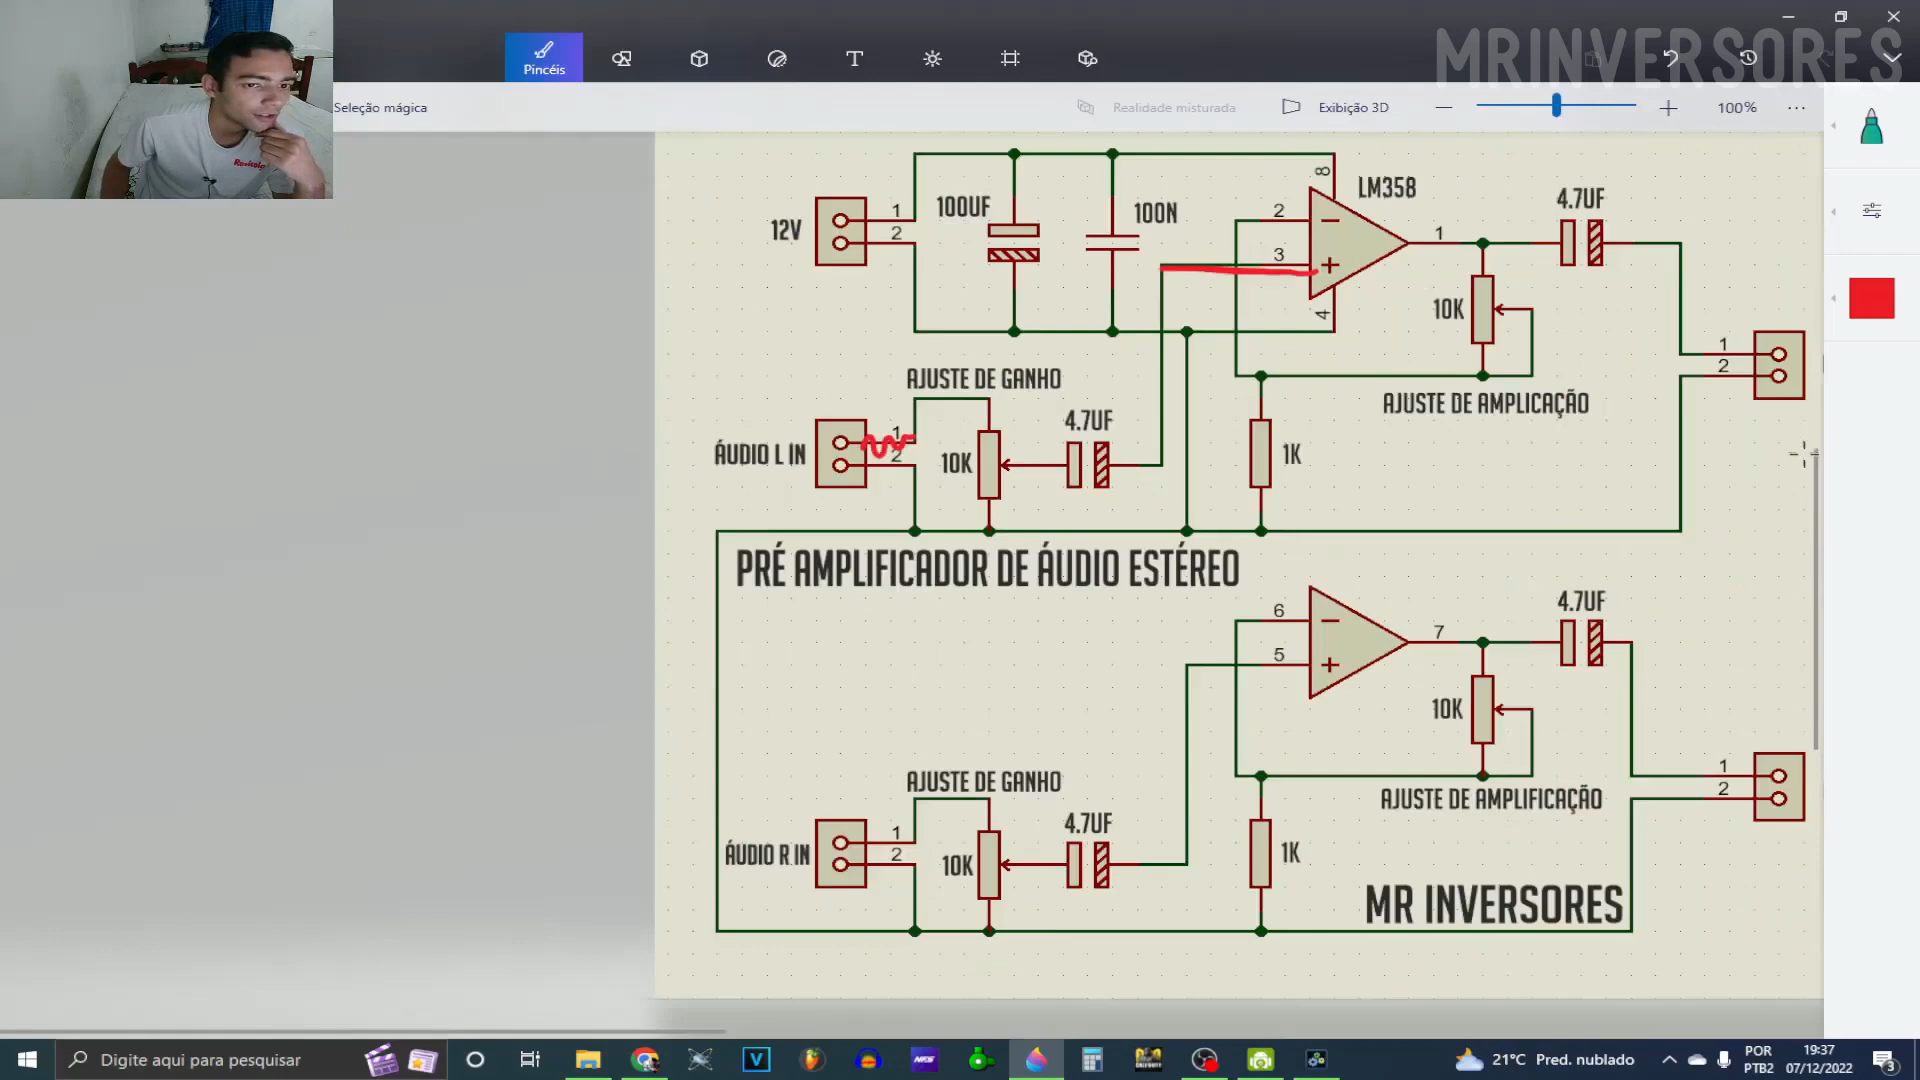 MRINVERSORES
Pincéis
Seleção mágica
Realidade misturada
Exibição 3D
100%
12V
1
2
100UF
100N
8
LM358
2
3
4
1
4.7UF
10K
AJUSTE DE AMPLICAÇÃO
1
2
AJUSTE DE GANHO
ÁUDIO L IN
1
2
10K
4.7UF
1K
PRÉ AMPLIFICADOR DE ÁUDIO ESTÉREO
6
5
7
4.7UF
10K
AJUSTE DE AMPLIFICAÇÃO
1
2
AJUSTE DE GANHO
ÁUDIO R IN
1
2
10K
4.7UF
1K
MR INVERSORES
Digite aqui para pesquisar
21°C Pred. nublado
POR
PTB2
19:37
07/12/2022
3